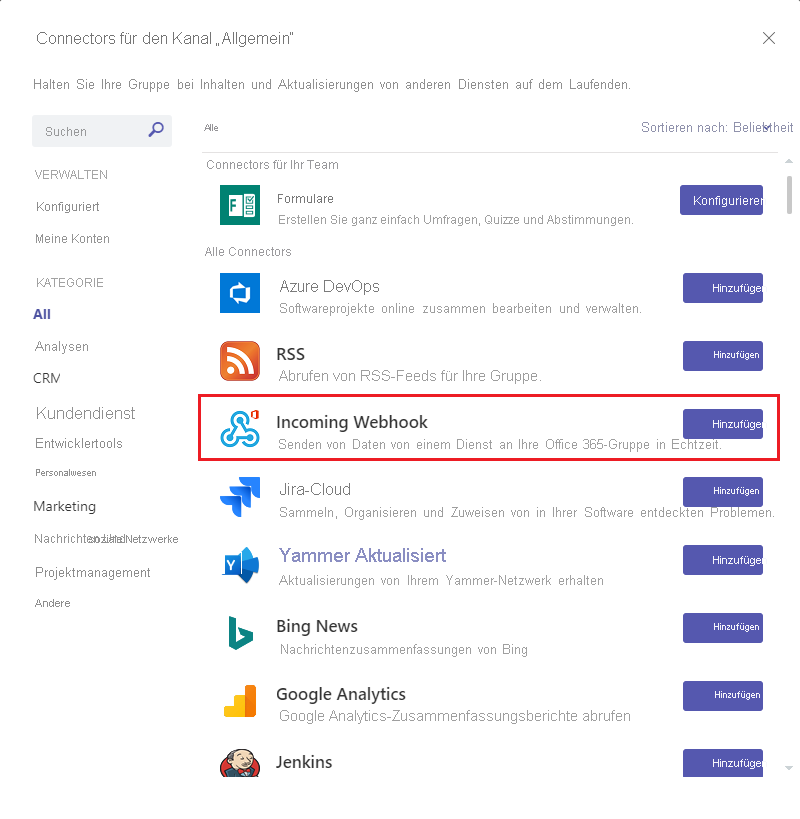 Connectors für den Kanal „Allgemein"
Halten Sie Ihre Gruppe bei Inhalten und Aktualisierungen von anderen Diensten auf dem Laufenden.
Suchen
Alle
Sortieren nach: Beliebtheit
VERWALTEN
Konfiguriert
Meine Konten
KATEGORIE
All
Analysen
CRM
Kundendienst
Entwicklertools
Personalwesen
Marketing
Nachrichten und soziale Netzwerke
Projektmanagement
Andere
Connectors für Ihr Team
Formulare
Erstellen Sie ganz einfach Umfragen, Quizze und Abstimmungen.
Konfigurieren
Alle Connectors
Azure DevOps
Softwareprojekte online zusammen bearbeiten und verwalten.
Hinzufügen
RSS
Abrufen von RSS-Feeds für Ihre Gruppe.
Hinzufügen
Incoming Webhook
Senden von Daten von einem Dienst an Ihre Office 365-Gruppe in Echtzeit.
Hinzufügen
Jira-Cloud
Sammeln, Organisieren und Zuweisen von in Ihrer Software entdeckten Problemen.
Hinzufügen
Yammer Aktualisiert
Aktualisierungen von Ihrem Yammer-Netzwerk erhalten
Hinzufügen
Bing News
Nachrichtenzusammenfassungen von Bing
Hinzufügen
Google Analytics
Google Analytics-Zusammenfassungsberichte abrufen
Hinzufügen
Jenkins
Hinzufügen